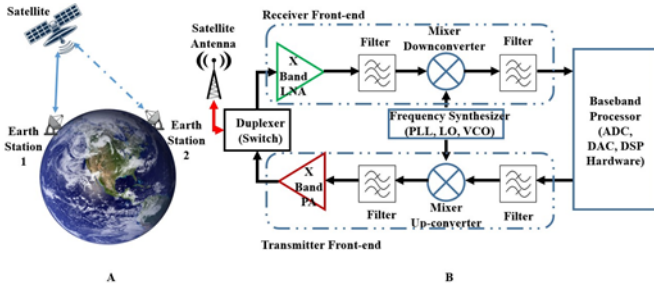 Satellite
Earth
Station
1
Earth
Station
2
A
Satellite
Antenna
Duplexer
(Switch)
Receiver Front-end
X
Band
LNA
Filter
Mixer
Downconverter
Filter
Frequency Synthesizer
(PLL, LO, VCO)
Baseband
Processor
(ADC,
DAC, DSP
Hardware)
X
Band
PA
Filter
Mixer
Up-converter
Filter
Transmitter Front-end
B